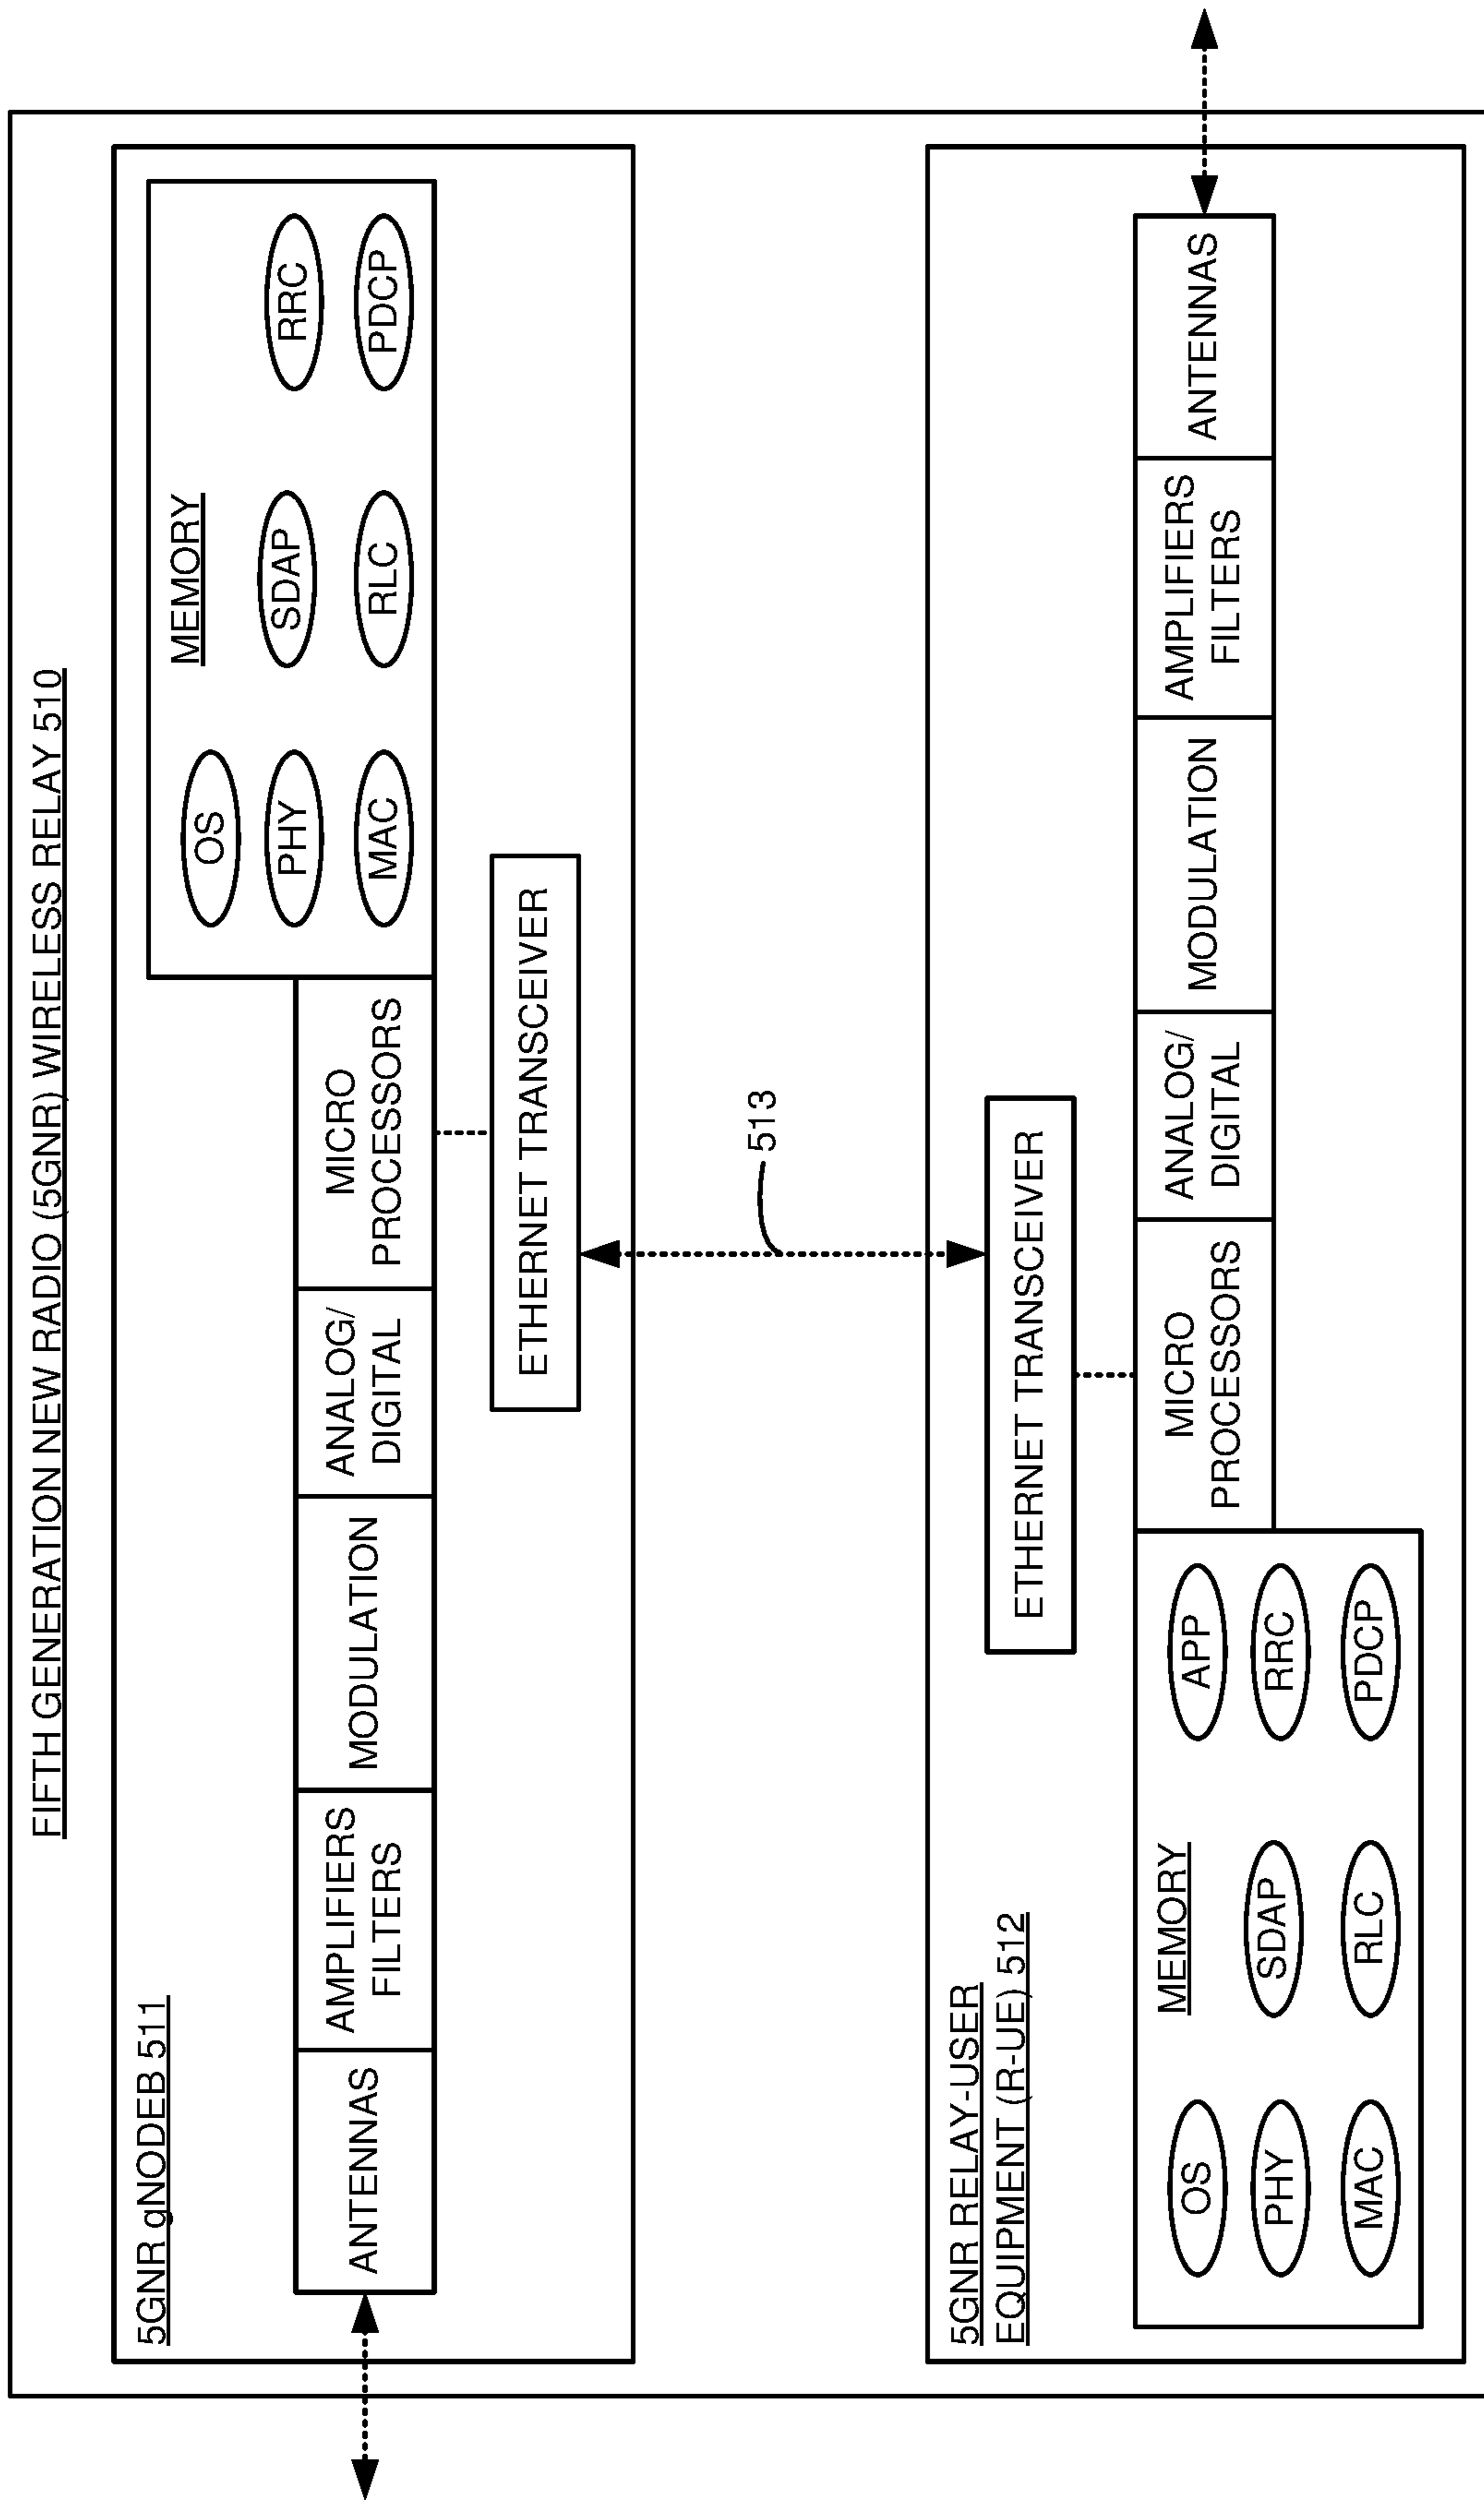 FIFTH GENERATION NEW RADIO (5GNR) WIRELESS RELAY 510
5GNR gNODEB 511
ANTENNAS
AMPLIFIERS
FILTERS
MODULATION
ANALOG/
DIGITAL
MICRO
PROCESSORS
MEMORY
OS
PHY
SDAP
RRC
MAC
RLC
PDCP
ETHERNET TRANSCEIVER
513
5GNR RELAY-USER
EQUIPMENT (R-UE) 512
ETHERNET TRANSCEIVER
MEMORY
OS
APP
PHY
SDAP
RRC
MAC
RLC
PDCP
MICRO
PROCESSORS
ANALOG/
DIGITAL
MODULATION
AMPLIFIERS
FILTERS
ANTENNAS